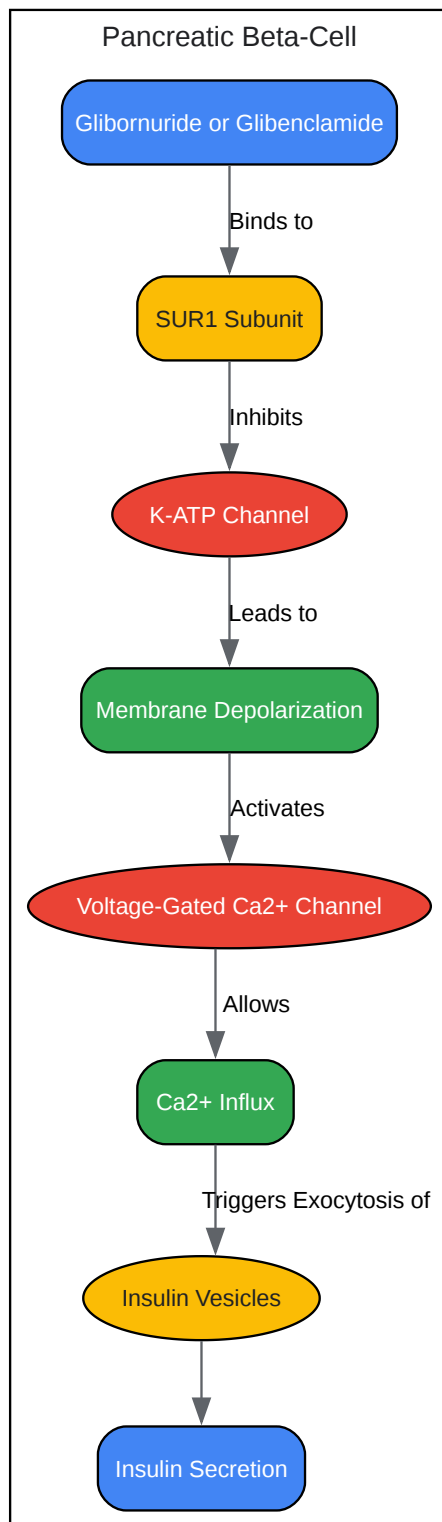 Pancreatic Beta-Cell
Glibornuride or Glibenclamide
Binds to
SUR1 Subunit
Inhibits
K-ATP Channel
Leads to
Membrane Depolarization
Activates
Voltage-Gated Ca2+ Channel
Allows
Ca2+ Influx
Triggers Exocytosis of
Insulin Vesicles
Insulin Secretion